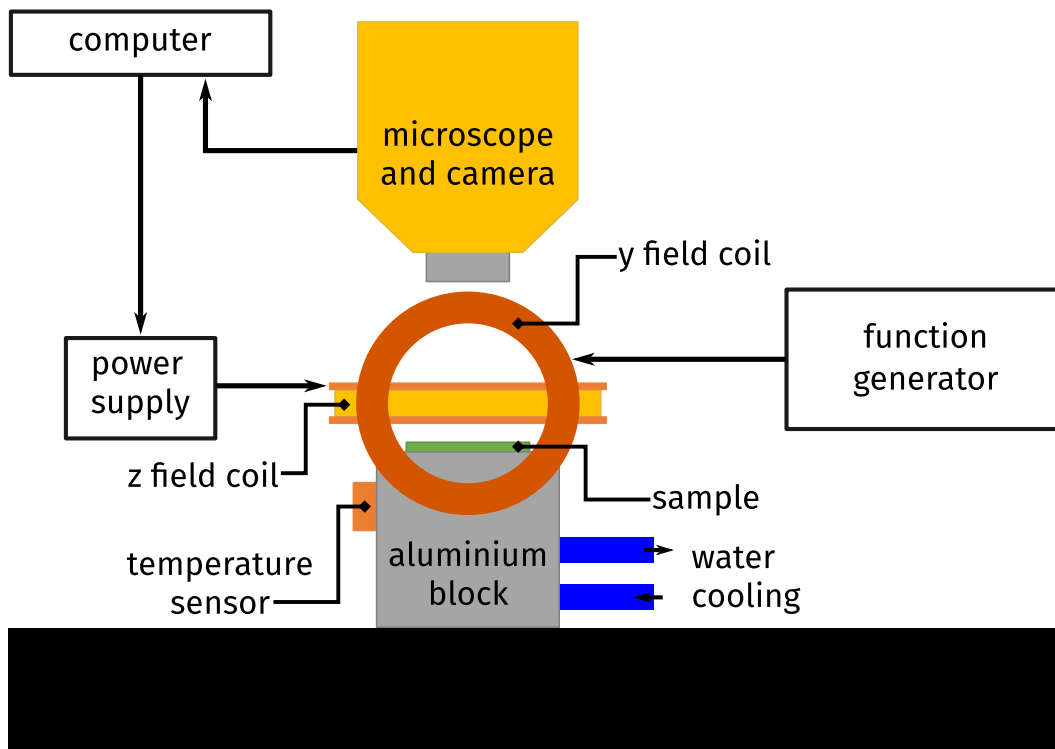 computer
microscope
and camera
y field coil
function
generator
power
supply
z field coil
sample
temperature
sensor
aluminium
block
water
cooling